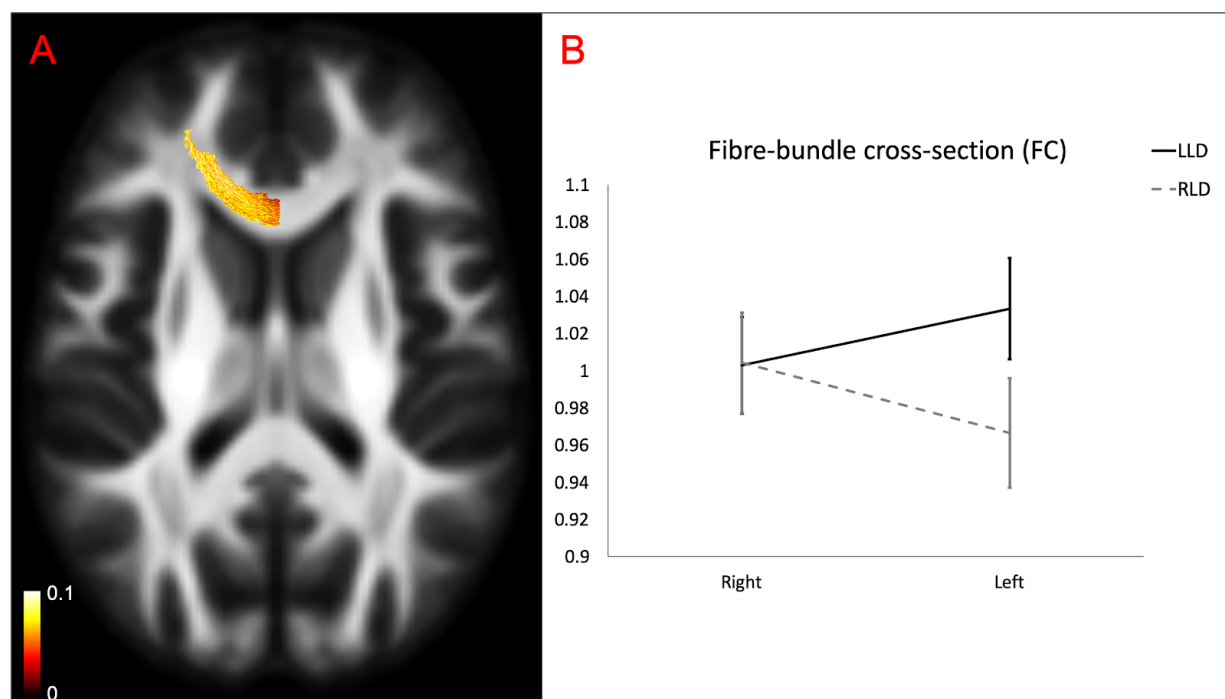 A
0.1
0
B
Fibre-bundle cross-section (FC)
LLD
RLD
1.1
1.08
1.06
1.04
1.02
1
0.98
0.96
0.94
0.92
0.9
Right Left